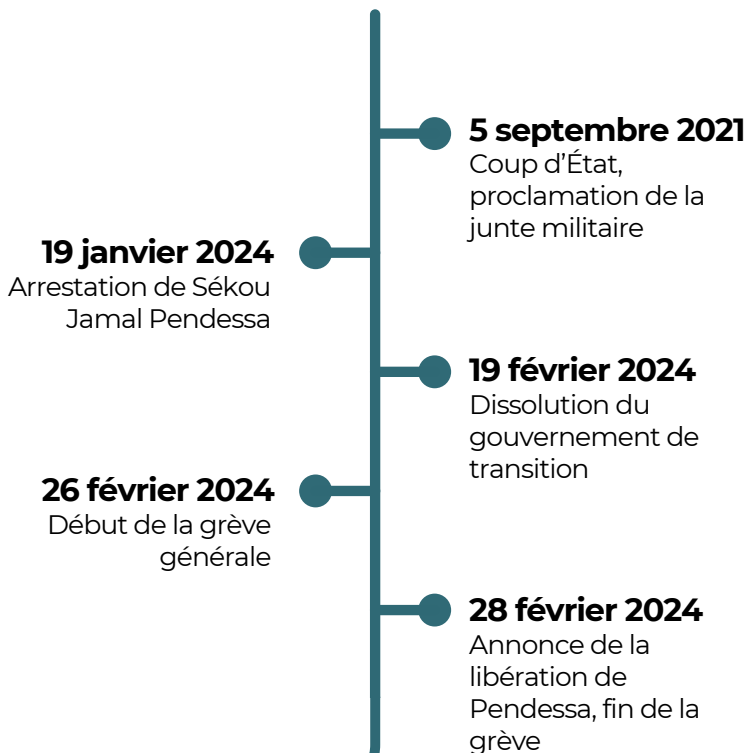 5 septembre 2021
Coup d’État,
proclamation de la
junte militaire
19 janvier 2024
Arrestation de Sékou
Jamal Pendessa
19 février 2024
Dissolution du
gouvernement de
transition
26 février 2024
Début de la grève
générale
28 février 2024
Annonce de la
libération de
Pendessa, fin de la
grève